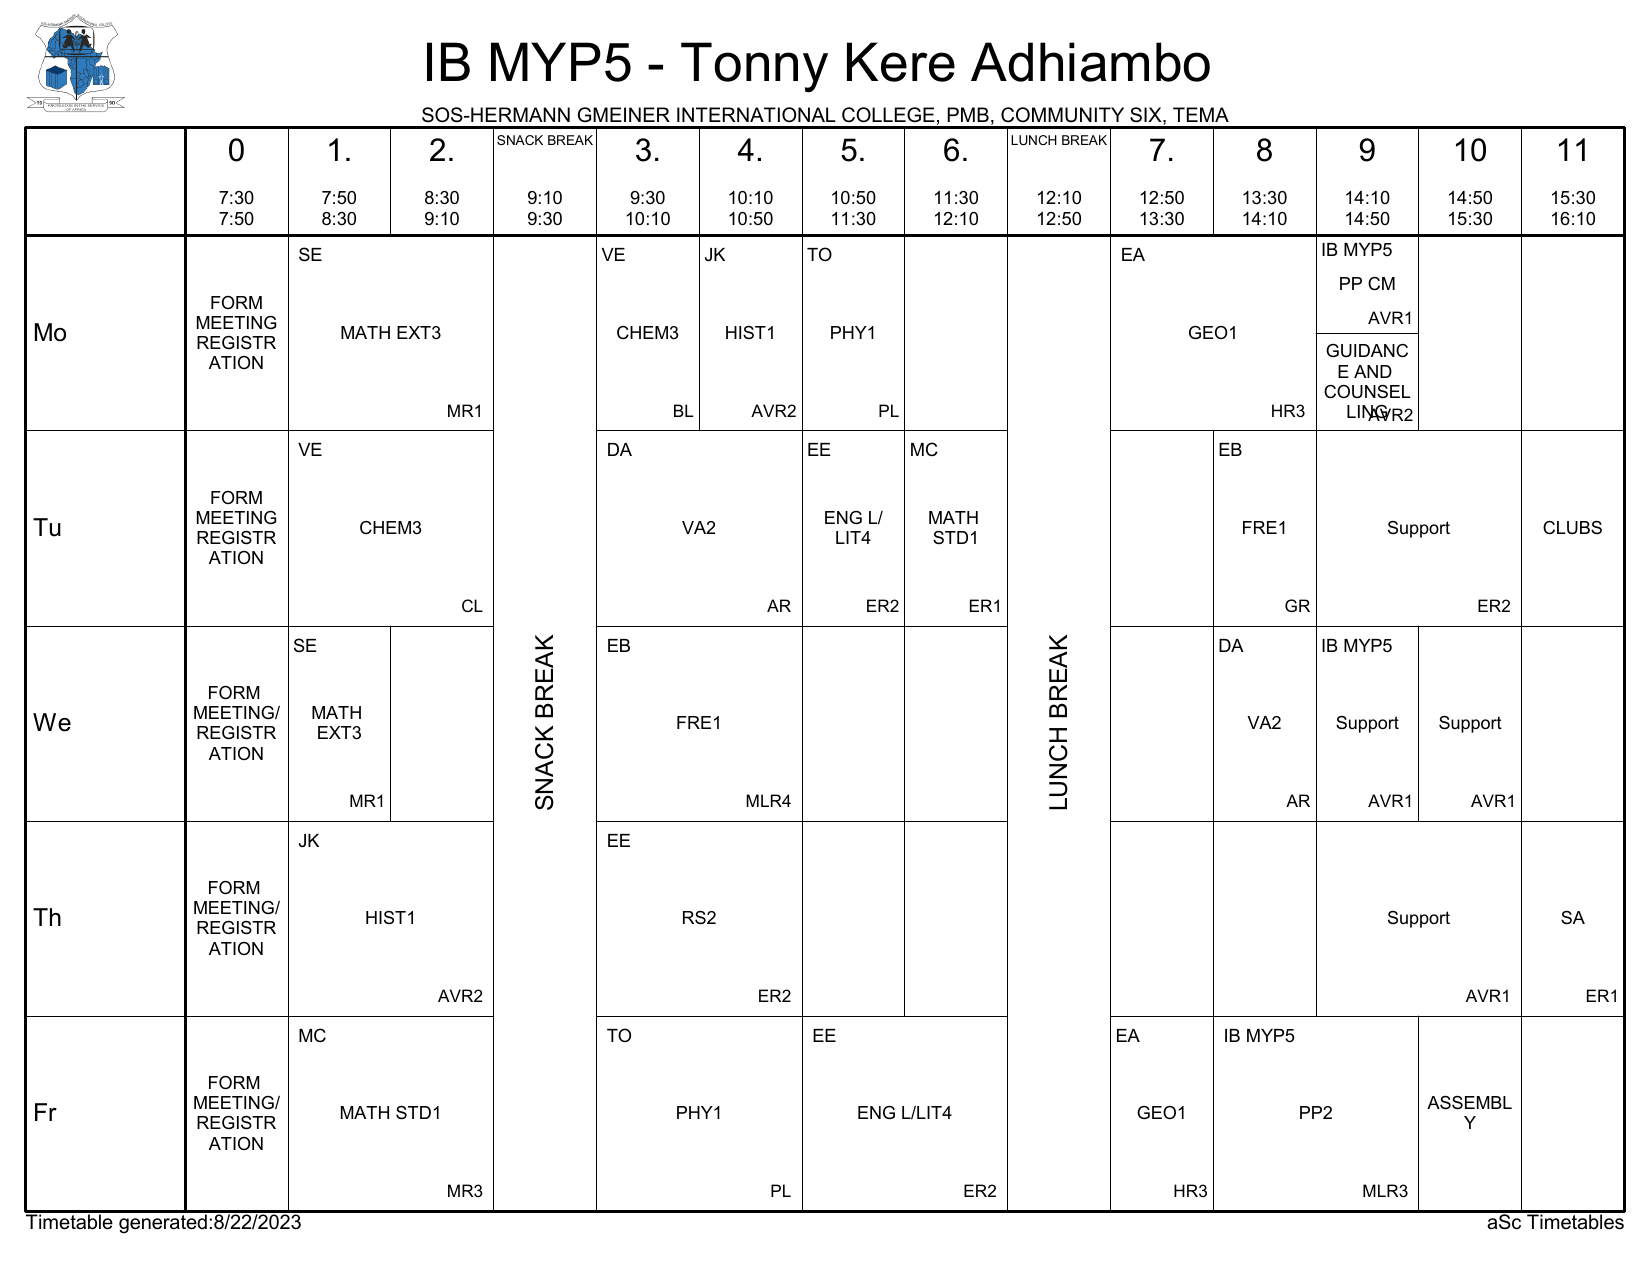 IB MYP5 - Tonny Kere Adhiambo
SOS-HERMANN GMEINER INTERNATIONAL COLLEGE, PMB, COMMUNITY SIX, TEMA
0 1. 2. SNACK BREAK 3. 4. 5. 6. LUNCH BREAK 7. 8 9 10 11
7:30 7:50 8:30 9:10 9:30 10:10 10:50 11:30 12:10 12:50 13:30 14:10 14:50 15:30
7:50 8:30 9:10 9:30 10:10 10:50 11:30 12:10 12:50 13:30 14:10 14:50 15:30 16:10
Mo
FORM
MEETING
REGISTR
ATION
SE
MATH EXT3
MR1
VE
CHEM3
BL
JK
HIST1
AVR2
TO
PHY1
PL
EA
GEO1
HR3
IB MYP5
PP CM
AVR1
GUIDANC
E AND
COUNSEL
LING
AVR2
Tu
FORM
MEETING
REGISTR
ATION
VE
CHEM3
CL
DA
VA2
AR
EE
ENG L/
LIT4
ER2
MC
MATH
STD1
ER1
EB
FRE1
GR
Support
ER2
CLUBS
We
FORM
MEETING/
REGISTR
ATION
SE
MATH
EXT3
MR1
SNACK BREAK
EB
FRE1
MLR4
LUNCH BREAK
DA
VA2
AR
IB MYP5
Support
AVR1
Support
AVR1
Th
FORM
MEETING/
REGISTR
ATION
JK
HIST1
AVR2
EE
RS2
ER2
Support
AVR1
SA
ER1
Fr
FORM
MEETING/
REGISTR
ATION
MC
MATH STD1
MR3
TO
PHY1
PL
EE
ENG L/LIT4
ER2
EA
GEO1
HR3
IB MYP5
PP2
MLR3
ASSEMBL
Y
Timetable generated:8/22/2023
aSc Timetables